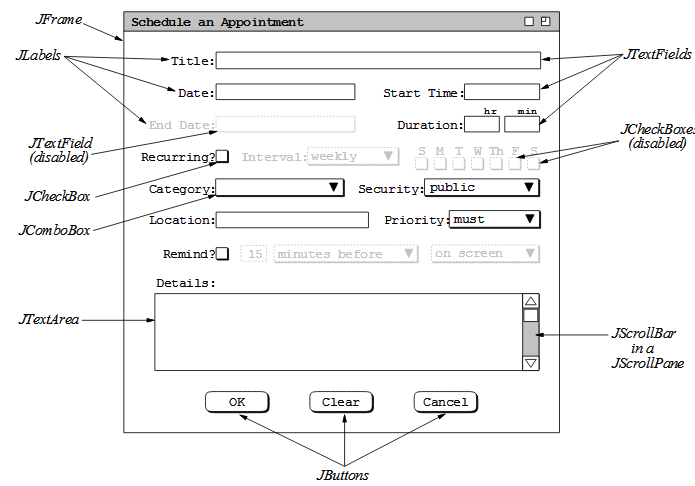 JFrame
Schedule an Appointment
JLabels
Title:
JTextFields
Date:
Start Time:
hr min
End Date:
Duration:
JTextField
(disabled)
JCheckBoxes
(disabled)
Recurring?
Interval: weekly
S M T W Th F S
JCheckBox
Category:
Security: public
JComboBox
Location:
Priority: must
Remind? 15 minutes before on screen
Details:
JTextArea
JScrollBar
in a
JScrollPane
OK Clear Cancel
JButtons